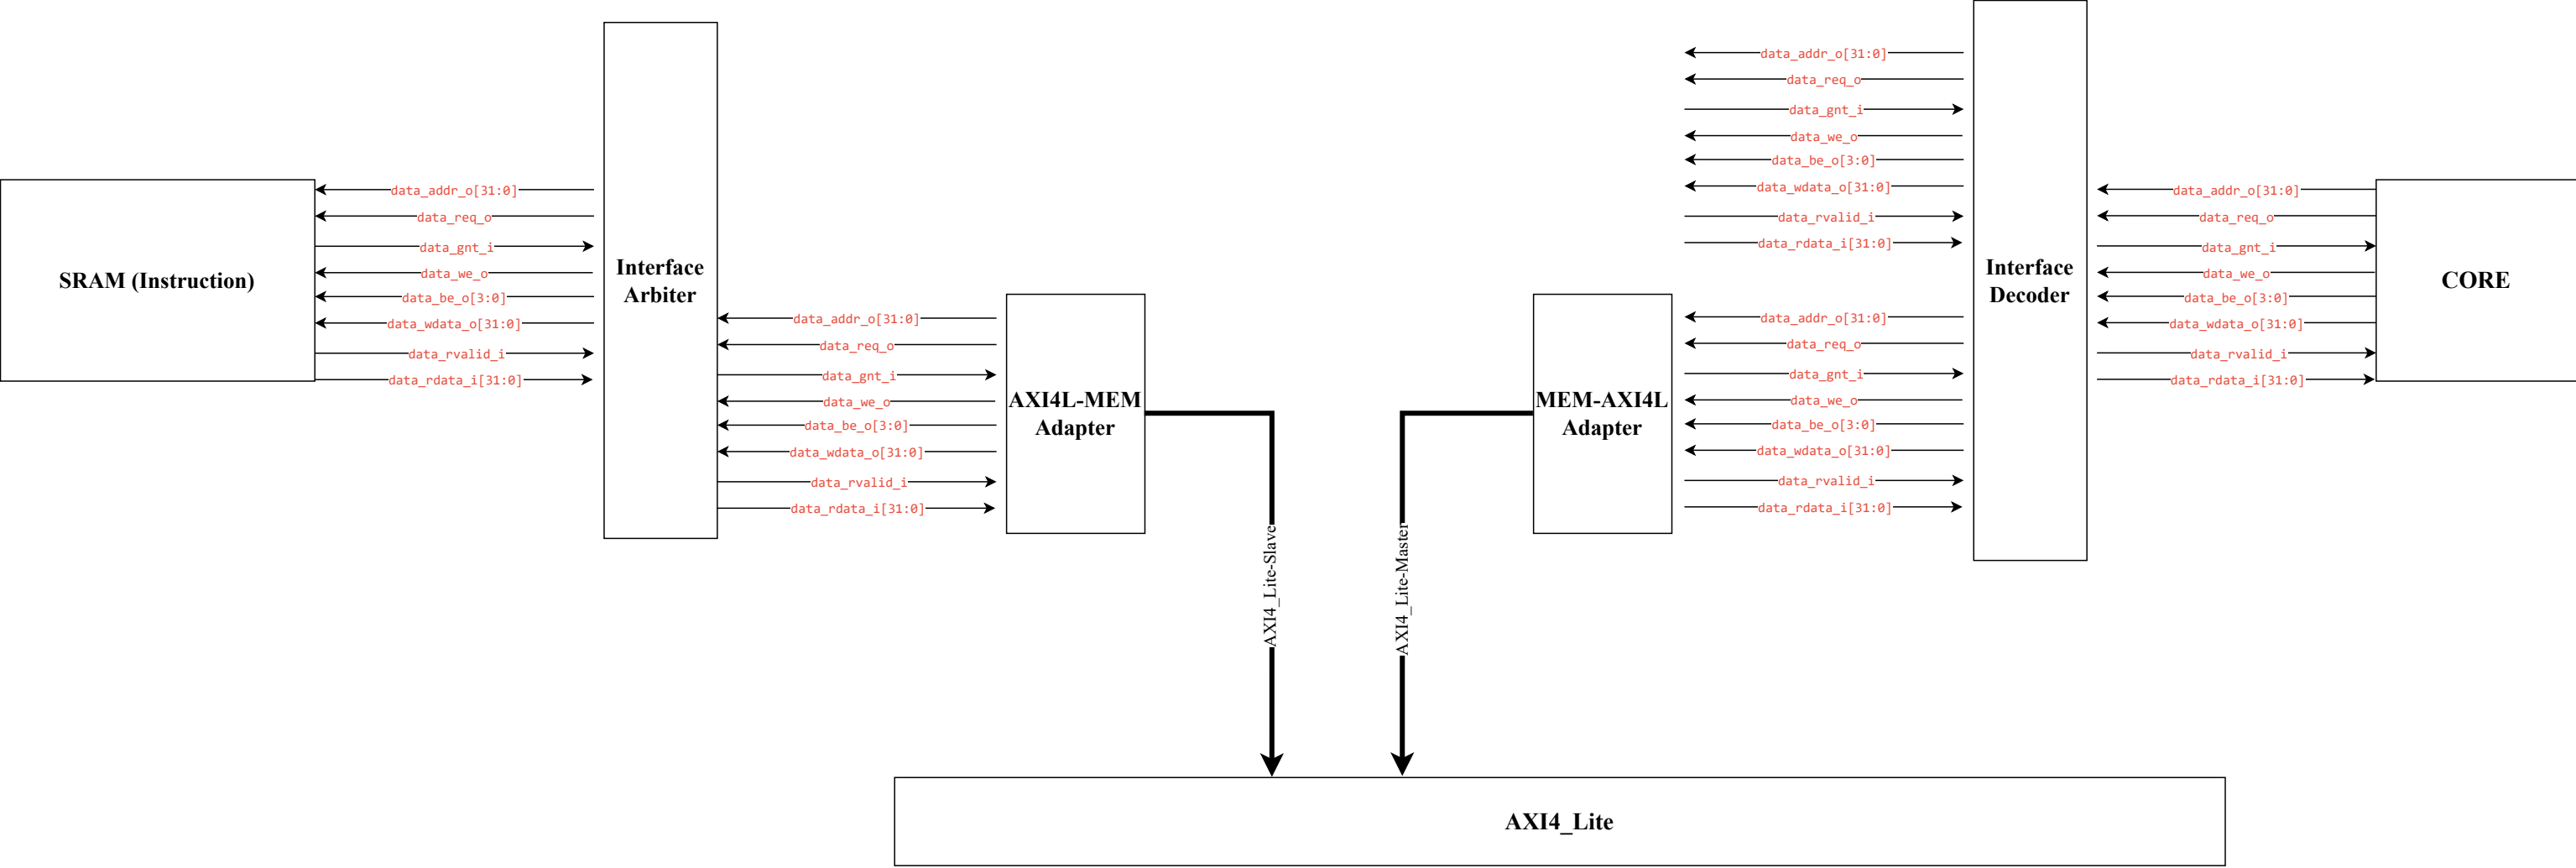 SRAM (Instruction)
data_addr_o[31:0]
data_req_o
data_gnt_i
data_we_o
data_be_o[3:0]
data_wdata_o[31:0]
data_rvalid_i
data_rdata_i[31:0]
Interface
Arbiter
data_addr_o[31:0]
data_req_o
data_gnt_i
data_we_o
data_be_o[3:0]
data_wdata_o[31:0]
data_rvalid_i
data_rdata_i[31:0]
AXI4L-MEM
Adapter
AXI4_Lite-Slave
AXI4_Lite-Master
MEM-AXI4L
Adapter
data_addr_o[31:0]
data_req_o
data_gnt_i
data_we_o
data_be_o[3:0]
data_wdata_o[31:0]
data_rvalid_i
data_rdata_i[31:0]
data_addr_o[31:0]
data_req_o
data_gnt_i
data_we_o
data_be_o[3:0]
data_wdata_o[31:0]
data_rvalid_i
data_rdata_i[31:0]
Interface
Decoder
data_addr_o[31:0]
data_req_o
data_gnt_i
data_we_o
data_be_o[3:0]
data_wdata_o[31:0]
data_rvalid_i
data_rdata_i[31:0]
CORE
AXI4_Lite